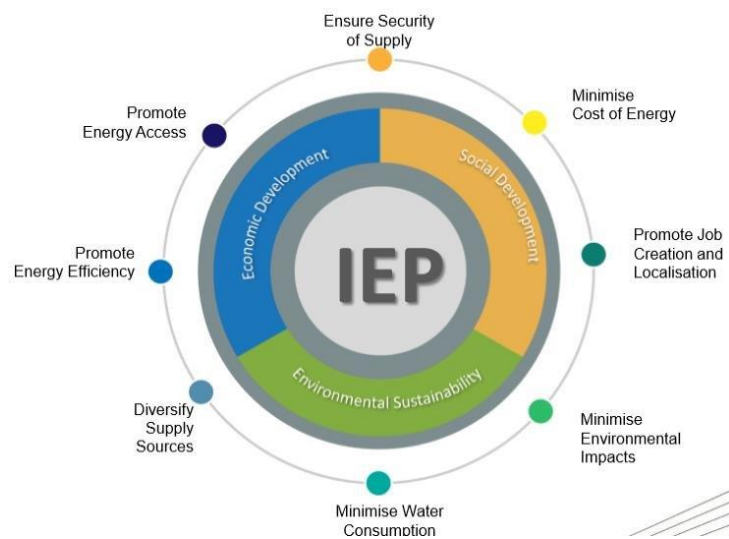 Ensure Security
of Supply
Minimise
Cost of Energy
Promote Job
Creation and
Localisation
Minimise
Environmental
Impacts
Minimise Water
Consumption
Diversify
Supply
Sources
Promote
Energy Efficiency
Promote
Energy Access
Economic Development
Social Development
Environmental Sustainability
IEP